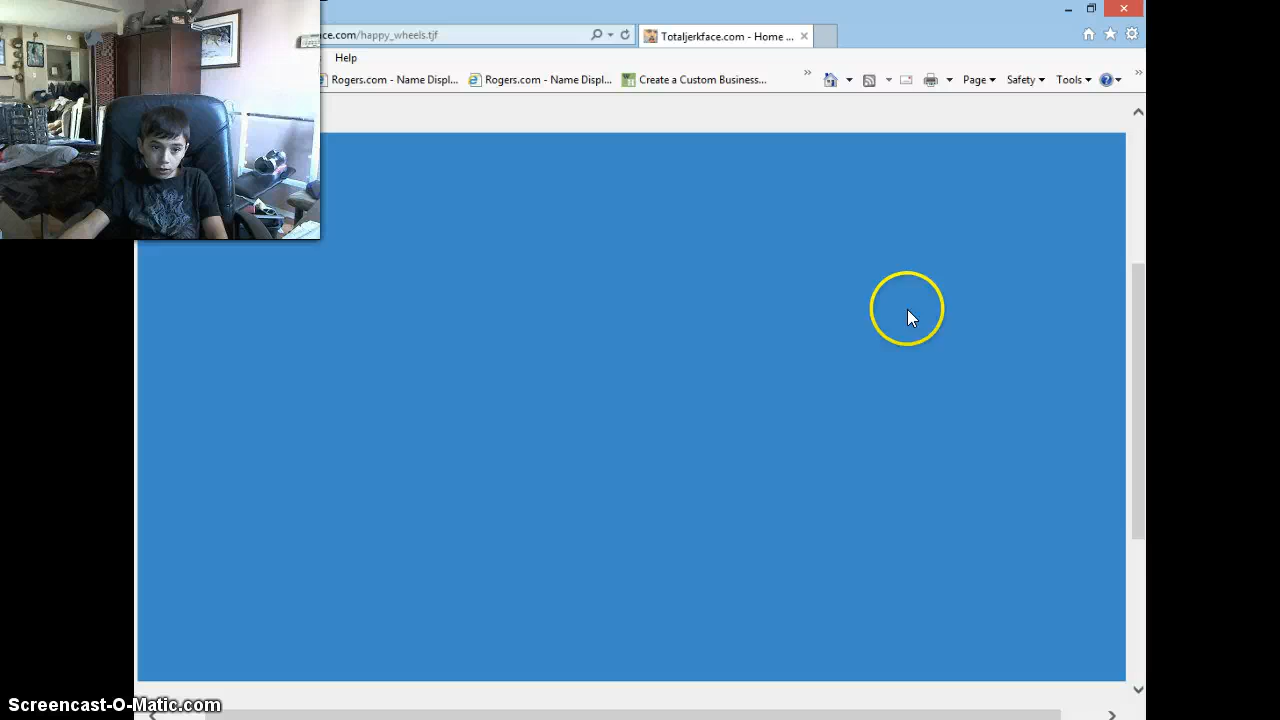 ce.com/happy_wheels.tjf
Totaljerkface.com - Home ...
Help
Rogers.com - Name Displ...
Rogers.com - Name Displ...
Create a Custom Business...
Page
Safety
Tools
Screencast-O-Matic.com